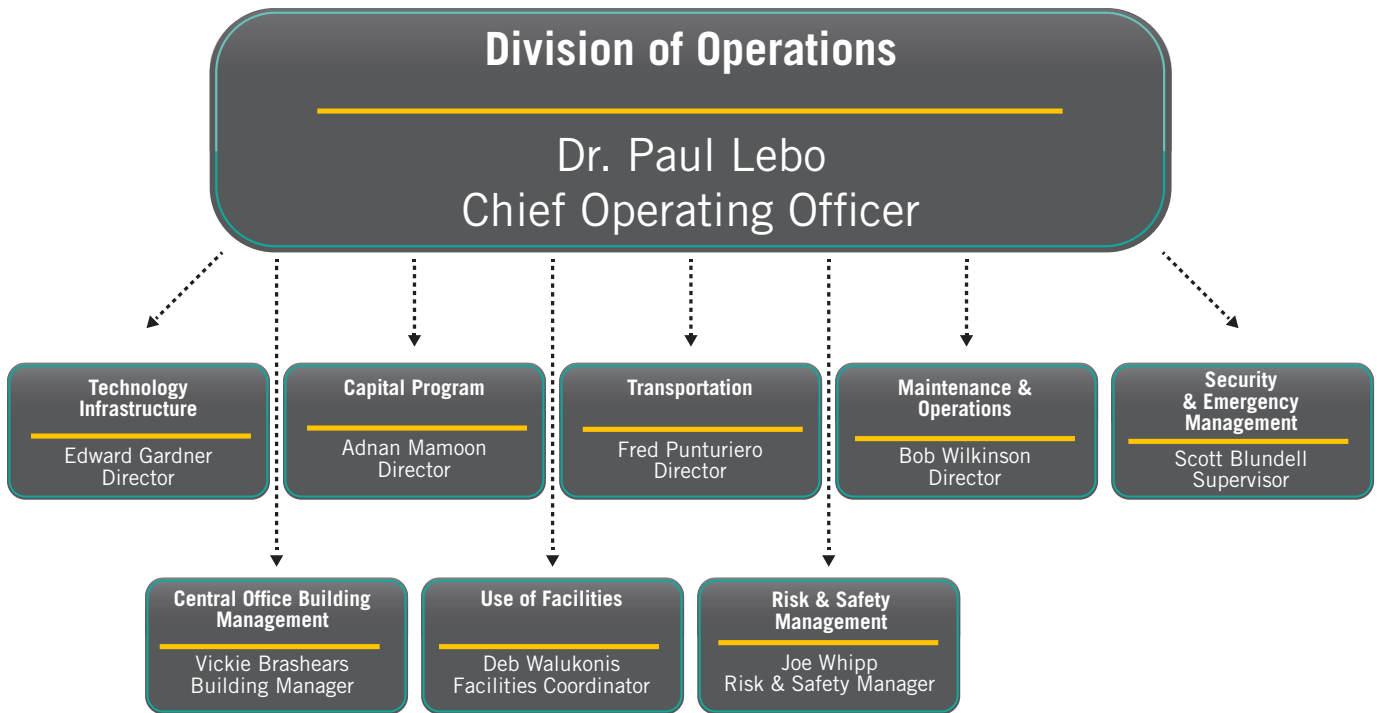 Division of Operations
Dr. Paul Lebo
Chief Operating Officer
Technology
Infrastructure
Edward Gardner
Director
Capital Program
Adnan Mamoon
Director
Transportation
Fred Punturiero
Director
Maintenance &
Operations
Bob Wilkinson
Director
Security
& Emergency
Management
Scott Blundell
Supervisor
Central Office Building
Management
Vickie Brashears
Building Manager
Use of Facilities
Deb Walukonis
Facilities Coordinator
Risk & Safety
Management
Joe Whipp
Risk & Safety Manager